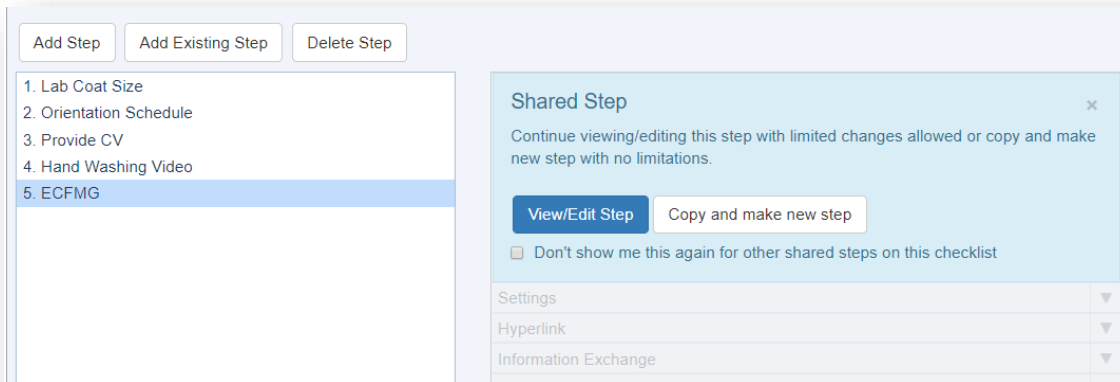 Add Step
Add Existing Step
Delete Step
1. Lab Coat Size
2. Orientation Schedule
3. Provide CV
4. Hand Washing Video
5. ECFMG
Shared Step
×
Continue viewing/editing this step with limited changes allowed or copy and make
new step with no limitations.
View/Edit Step
Copy and make new step
Don't show me this again for other shared steps on this checklist
Settings
Hyperlink
Information Exchange